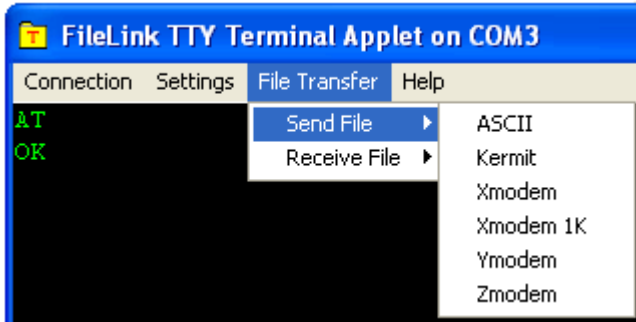 FileLink TTY Terminal Applet on COM3
Connection Settings File Transfer Help
AT
OK
Send File
Receive File
ASCII
Kermit
Xmodem
Xmodem 1K
Ymodem
Zmodem